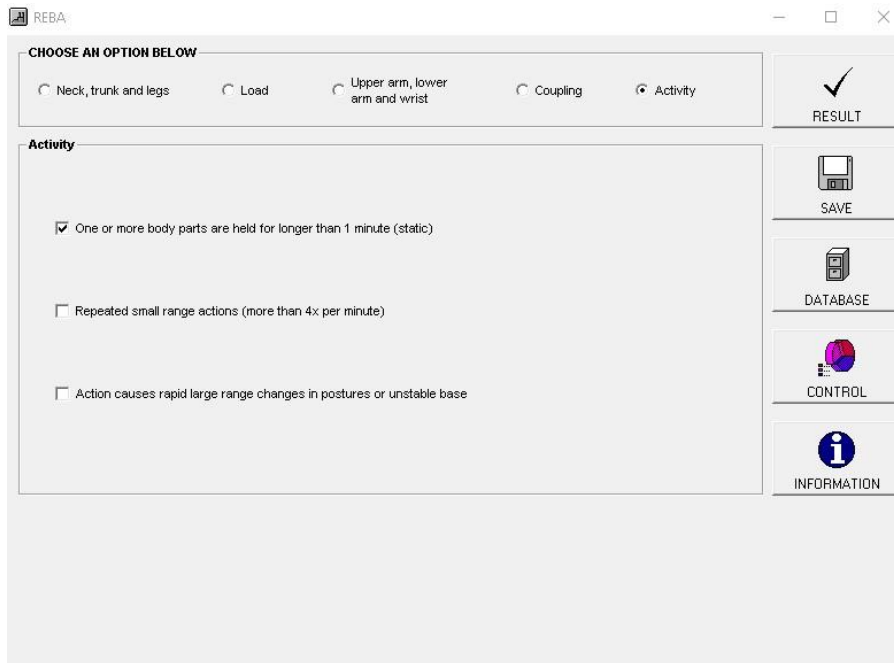 REBA
CHOOSE AN OPTION BELOW
Neck, trunk and legs
Load
Upper arm, lower
arm and wrist
Coupling
Activity
RESULT
Activity
One or more body parts are held for longer than 1 minute (static)
Repeated small range actions (more than 4x per minute)
Action causes rapid large range changes in postures or unstable base
SAVE
DATABASE
CONTROL
INFORMATION